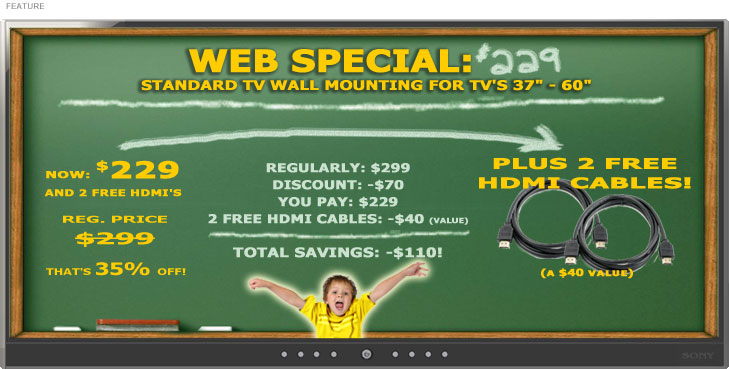 FEATURE
WEB SPECIAL: $229
STANDARD TV WALL MOUNTING FOR TV'S 37" - 60"
NOW: $229
AND 2 FREE HDMI'S
REG. PRICE
$299
THAT'S 35% OFF!
REGULARLY: $299
DISCOUNT: -$70
YOU PAY: $229
2 FREE HDMI CABLES: -$40 (VALUE)
TOTAL SAVINGS: -$110!
PLUS 2 FREE
HDMI CABLES!
(A $40 VALUE)
SONY